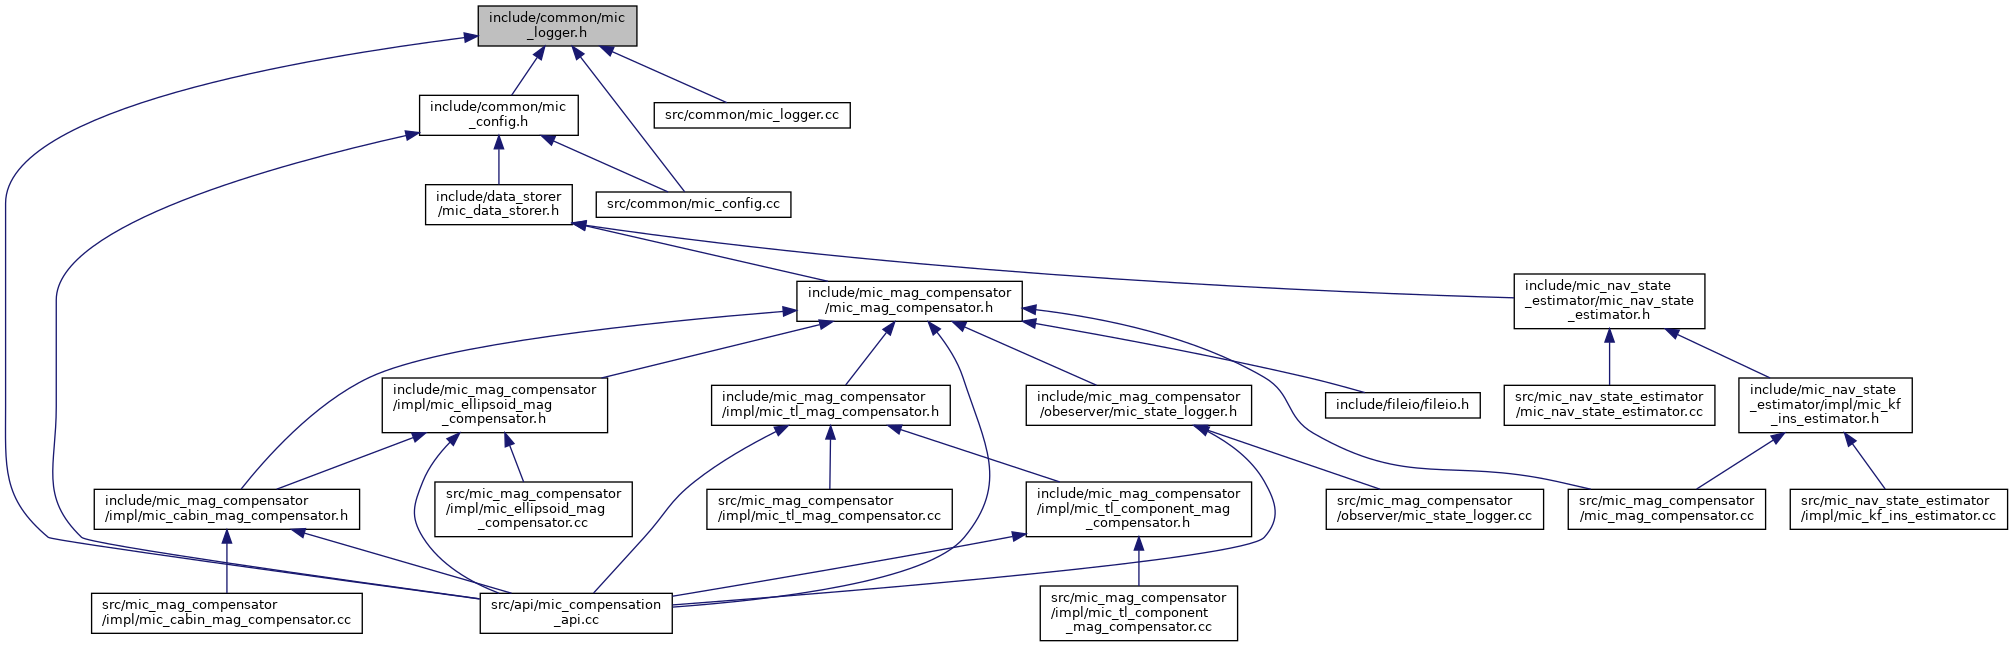 include/common/mic
_logger.h
include/common/mic
_config.h
src/common/mic_logger.cc
include/data_storer
/mic_data_storer.h
src/common/mic_config.cc
include/mic_mag_compensator
/mic_mag_compensator.h
include/mic_nav_state
_estimator/mic_nav_state
_estimator.h
include/mic_mag_compensator
/impl/mic_ellipsoid_mag
_compensator.h
include/mic_mag_compensator
/impl/mic_tl_mag_compensator.h
include/mic_mag_compensator
/obeserver/mic_state_logger.h
include/fileio/fileio.h
src/mic_nav_state_estimator
/mic_nav_state_estimator.cc
include/mic_nav_state
_estimator/impl/mic_kf
_ins_estimator.h
include/mic_mag_compensator
/impl/mic_cabin_mag_compensator.h
src/mic_mag_compensator
/impl/mic_ellipsoid_mag
_compensator.cc
src/mic_mag_compensator
/impl/mic_tl_mag_compensator.cc
include/mic_mag_compensator
/impl/mic_tl_component_mag
_compensator.h
src/mic_mag_compensator
/observer/mic_state_logger.cc
src/mic_mag_compensator
/mic_mag_compensator.cc
src/mic_nav_state_estimator
/impl/mic_kf_ins_estimator.cc
src/mic_mag_compensator
/impl/mic_cabin_mag_compensator.cc
src/api/mic_compensation
_api.cc
src/mic_mag_compensator
/impl/mic_tl_component
_mag_compensator.cc